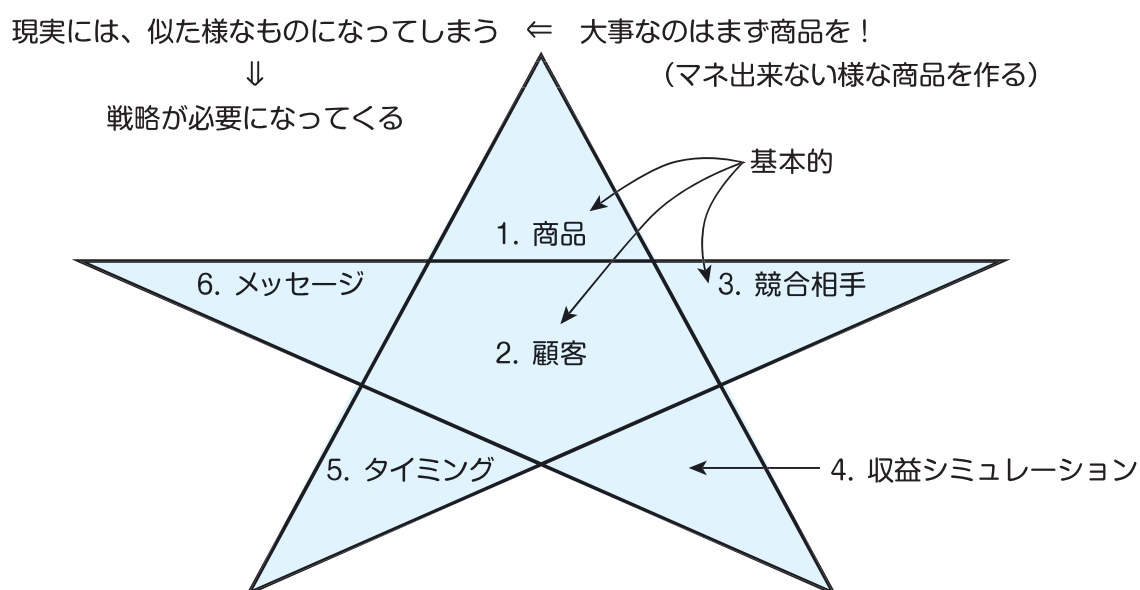 現実には、似た様なものになってしまう ⇐ 大事なのはまず商品を！
⇓
（マネ出来ない様な商品を作る）
戦略が必要になってくる
基本的
1. 商品
6. メッセージ
3. 競合相手
2. 顧客
5. タイミング
4. 収益シミュレーション